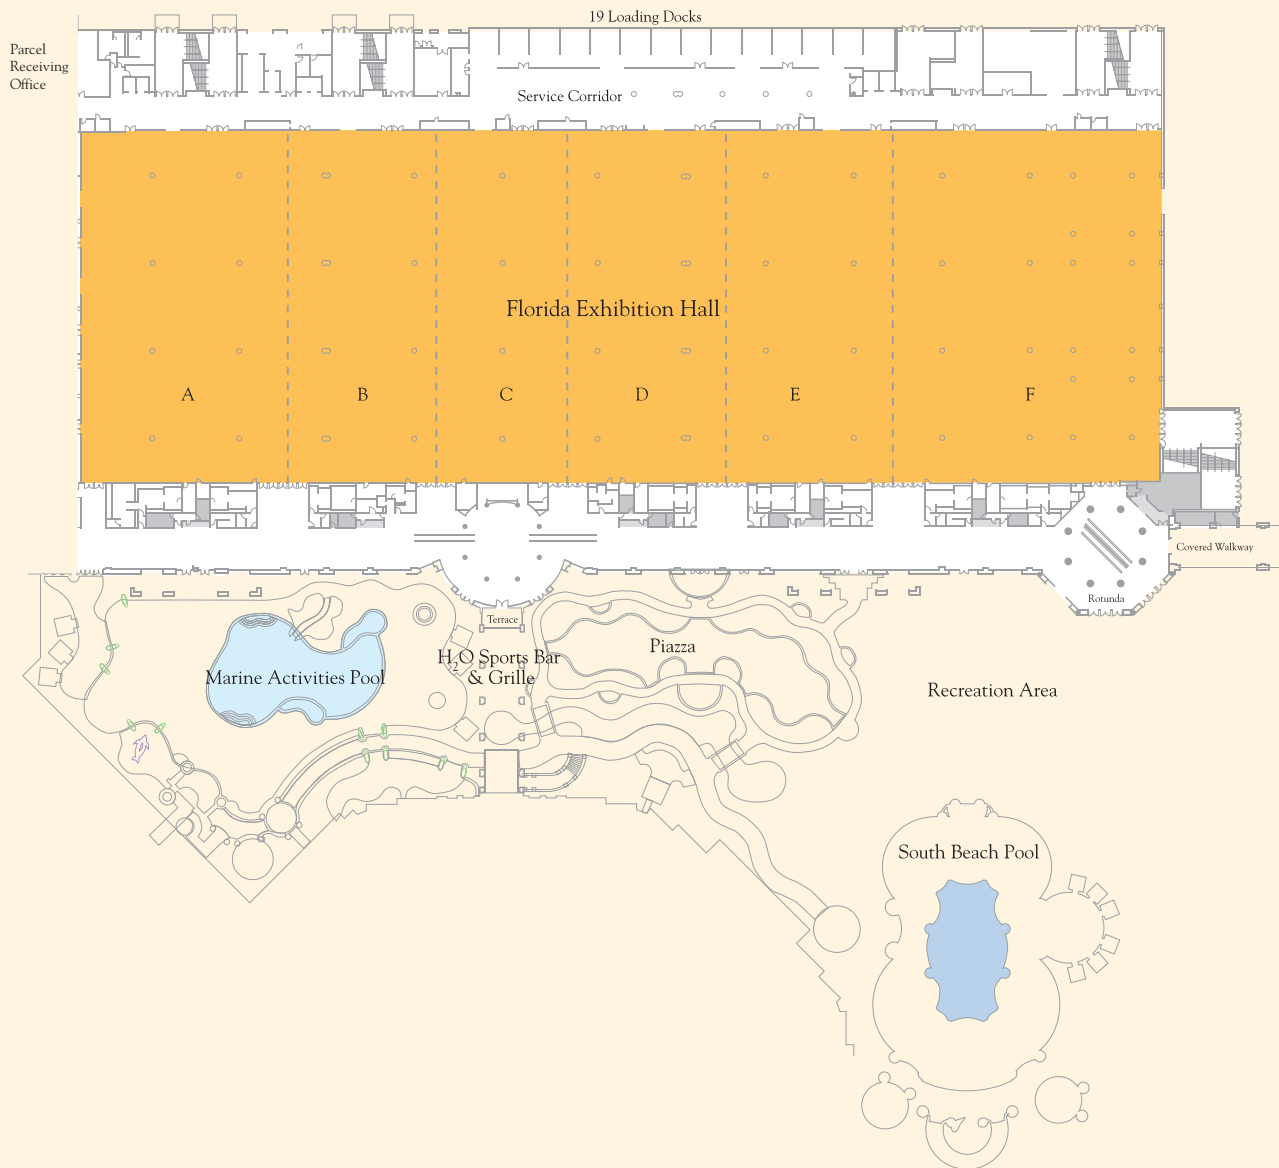 19 Loading Docks
Parcel
Receiving
Office
Service Corridor
Florida Exhibition Hall
A
B
C
D
E
F
Covered Walkway
Rotunda
Terrace
Piazza
H2O Sports Bar
& Grille
Marine Activities Pool
Recreation Area
South Beach Pool